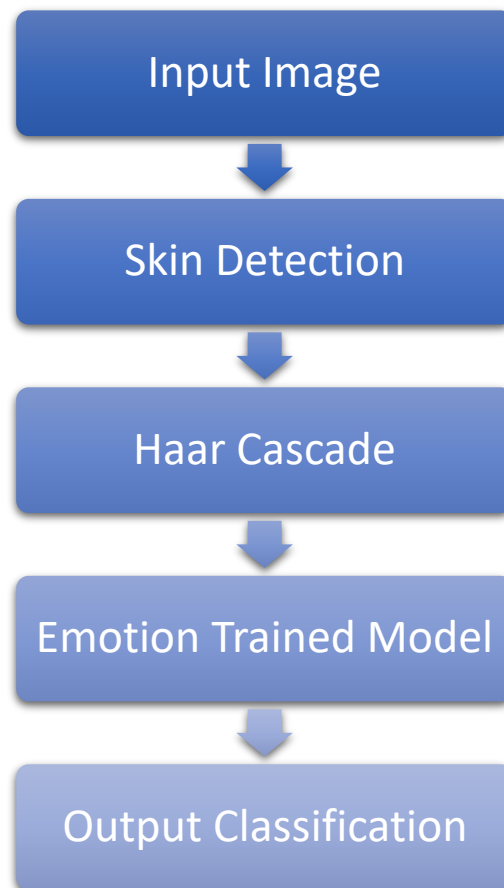 Input Image
Skin Detection
Haar Cascade
Emotion Trained Model
Output Classification